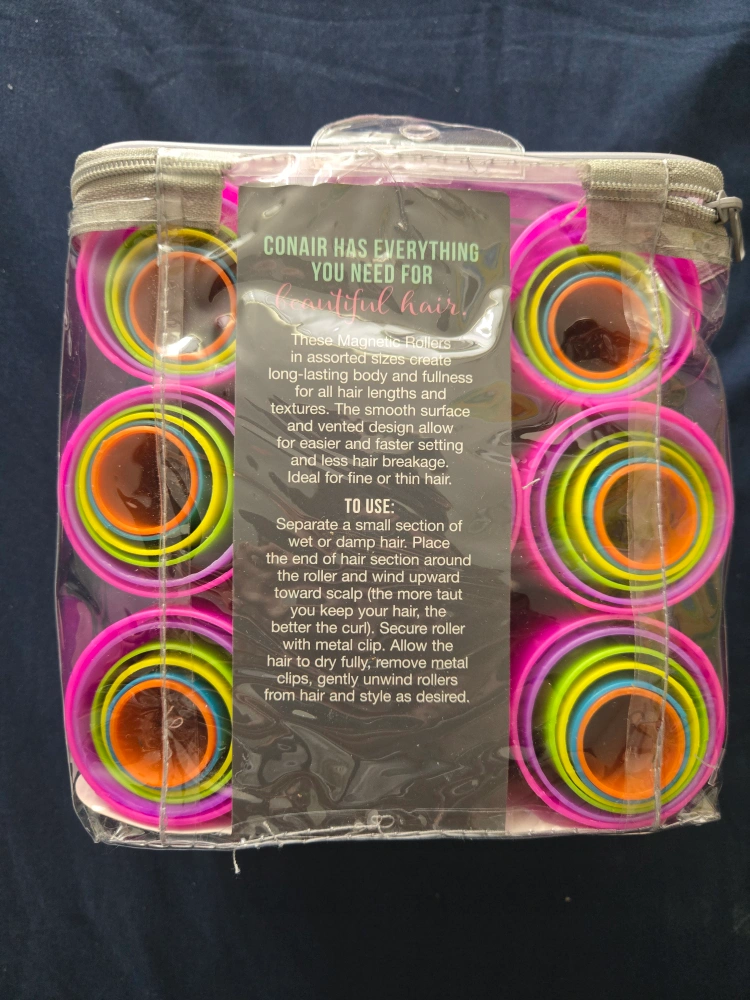 CONAIR HAS EVERYTHING
YOU NEED FOR
beautiful hair.
These Magnetic Rollers
in assorted sizes create
long-lasting body and fullness
for all hair lengths and
textures. The smooth surface
and vented design allow
for easier and faster setting
and less hair breakage.
Ideal for fine or thin hair.
TO USE:
Separate a small section of
wet or damp hair. Place
the end of hair section around
the roller and wind upward
toward scalp (the more taut
you keep your hair, the
better the curl). Secure roller
with metal clip. Allow the
hair to dry fully, remove metal
clips, gently unwind rollers
from hair and style as desired.